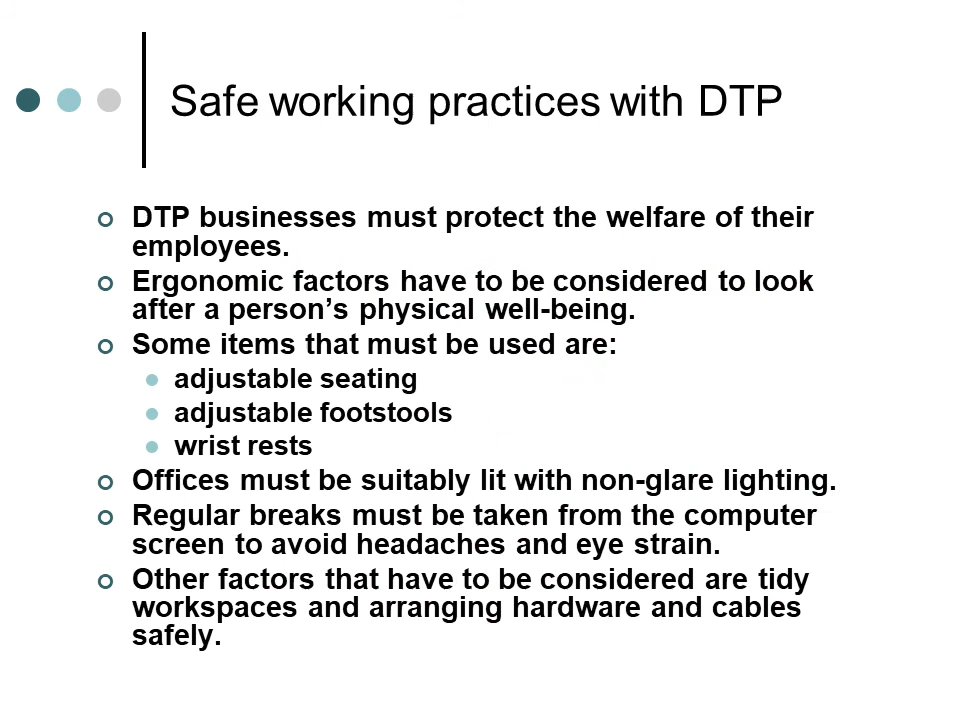 Safe working practices with DTP
DTP businesses must protect the welfare of their
employees.
Ergonomic factors have to be considered to look
after a person’s physical well-being.
Some items that must be used are:
adjustable seating
adjustable footstools
wrist rests
Offices must be suitably lit with non-glare lighting.
Regular breaks must be taken from the computer
screen to avoid headaches and eye strain.
Other factors that have to be considered are tidy
workspaces and arranging hardware and cables
safely.